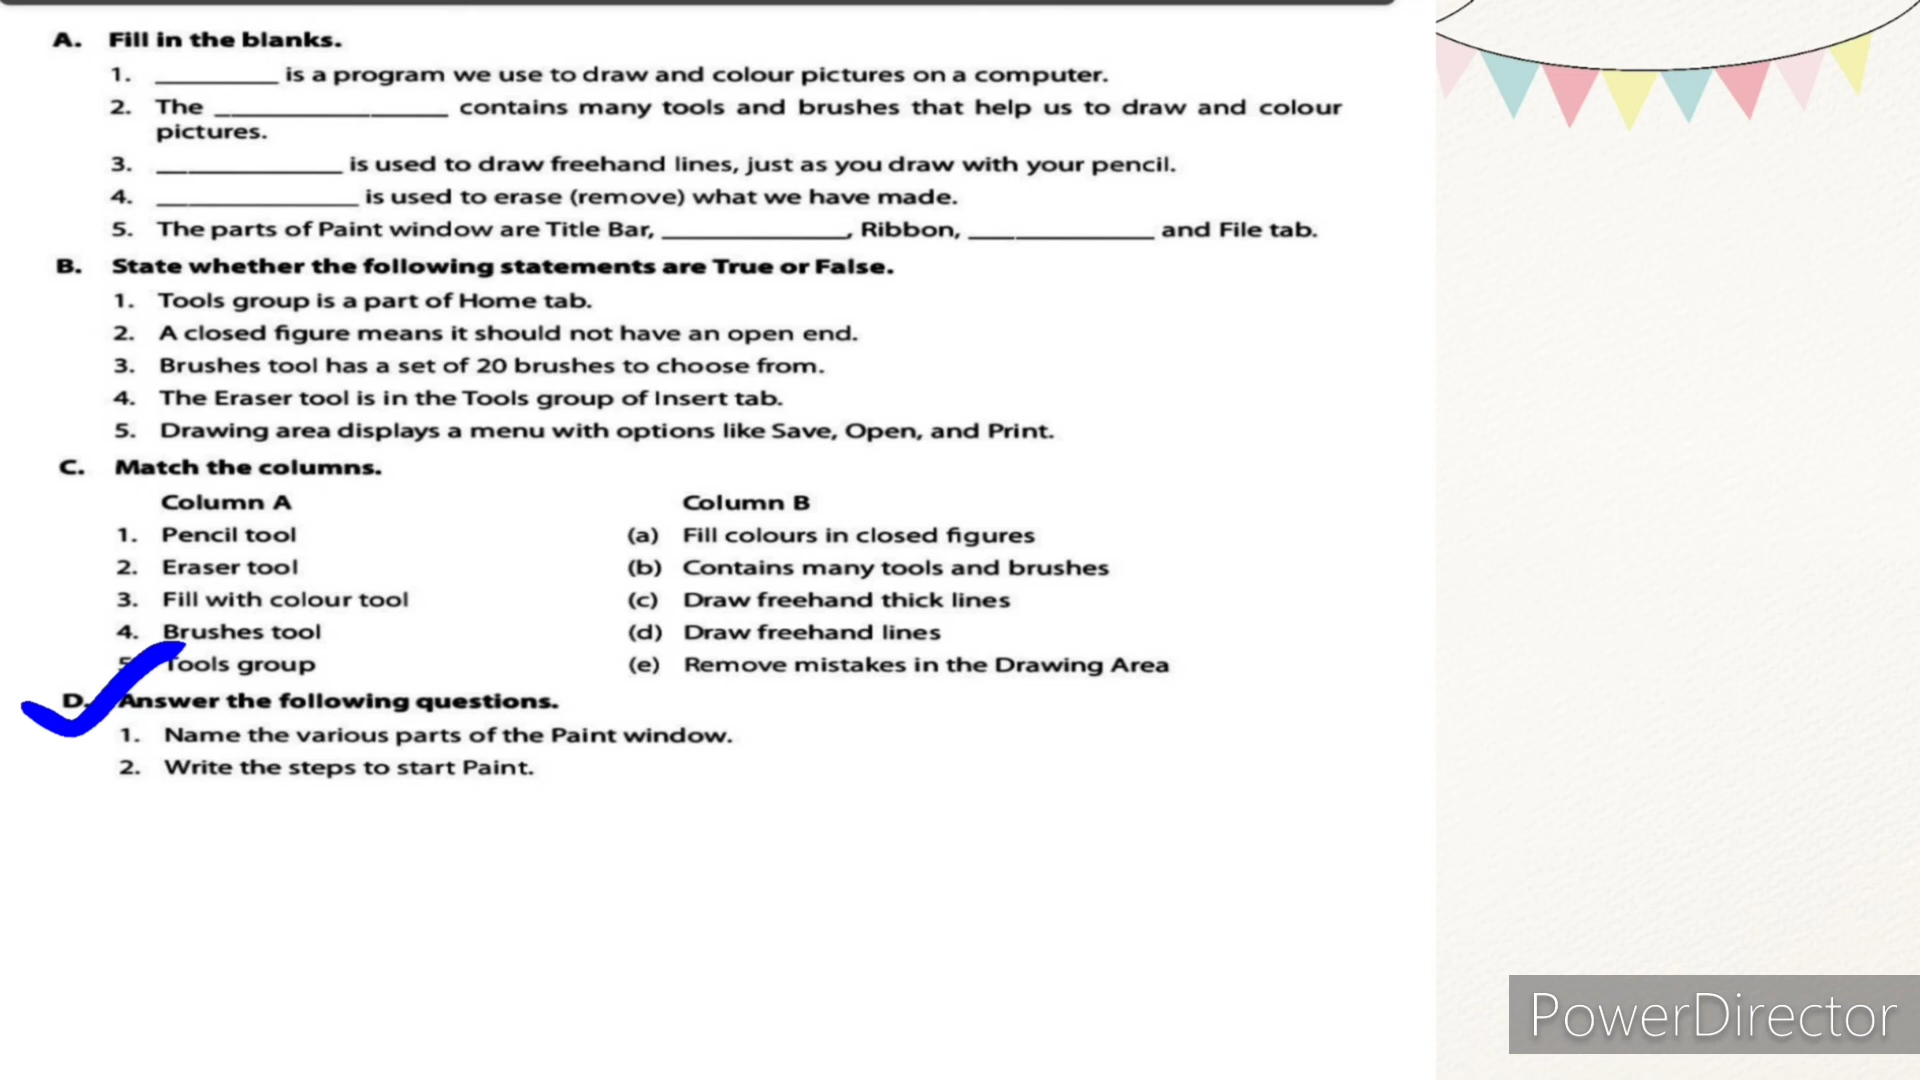 A. Fill in the blanks.
1. __________ is a program we use to draw and colour pictures on a computer.
2. The __________ contains many tools and brushes that help us to draw and colour
pictures.
3. __________ is used to draw freehand lines, just as you draw with your pencil.
4. __________ is used to erase (remove) what we have made.
5. The parts of Paint window are Title Bar, __________, Ribbon, __________ and File tab.
B. State whether the following statements are True or False.
1. Tools group is a part of Home tab.
2. A closed figure means it should not have an open end.
3. Brushes tool has a set of 20 brushes to choose from.
4. The Eraser tool is in the Tools group of Insert tab.
5. Drawing area displays a menu with options like Save, Open, and Print.
C. Match the columns.
Column A Column B
1. Pencil tool (a) Fill colours in closed figures
2. Eraser tool (b) Contains many tools and brushes
3. Fill with colour tool (c) Draw freehand thick lines
4. Brushes tool (d) Draw freehand lines
5. Tools group (e) Remove mistakes in the Drawing Area
D. Answer the following questions.
1. Name the various parts of the Paint window.
2. Write the steps to start Paint.
PowerDirector